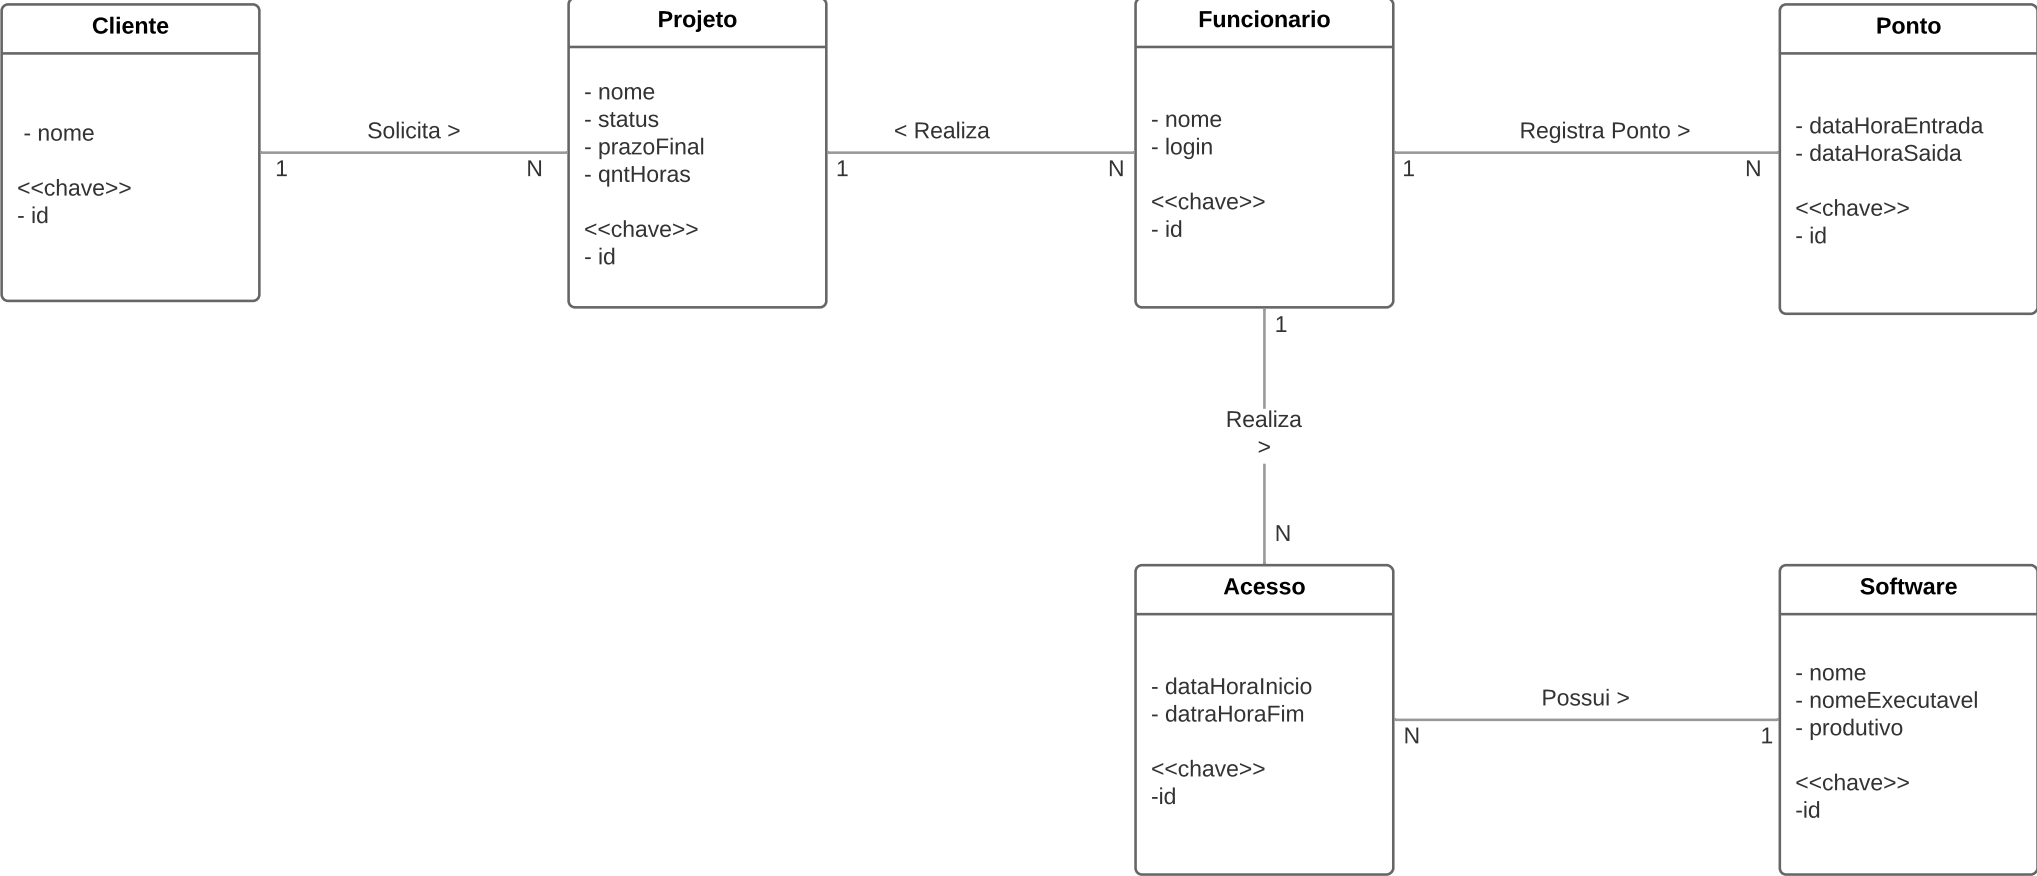 Cliente
- nome
<<chave>>
- id
Solicita >
1
N
Projeto
- nome
- status
- prazoFinal
- qntHoras
<<chave>>
- id
< Realiza
1
N
Funcionario
- nome
- login
<<chave>>
- id
Registra Ponto >
1
N
Ponto
- dataHoraEntrada
- dataHoraSaida
<<chave>>
- id
1
Realiza
>
N
Acesso
- dataHoraInicio
- datraHoraFim
<<chave>>
-id
Possui >
N
1
Software
- nome
- nomeExecutavel
- produtivo
<<chave>>
-id